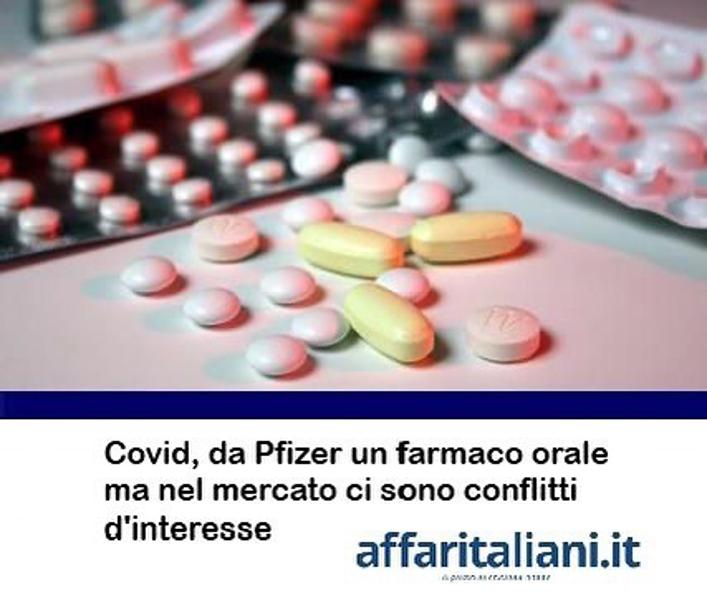 Covid, da Pfizer un farmaco orale
ma nel mercato ci sono conflitti
d'interesse
affaritaliani.it